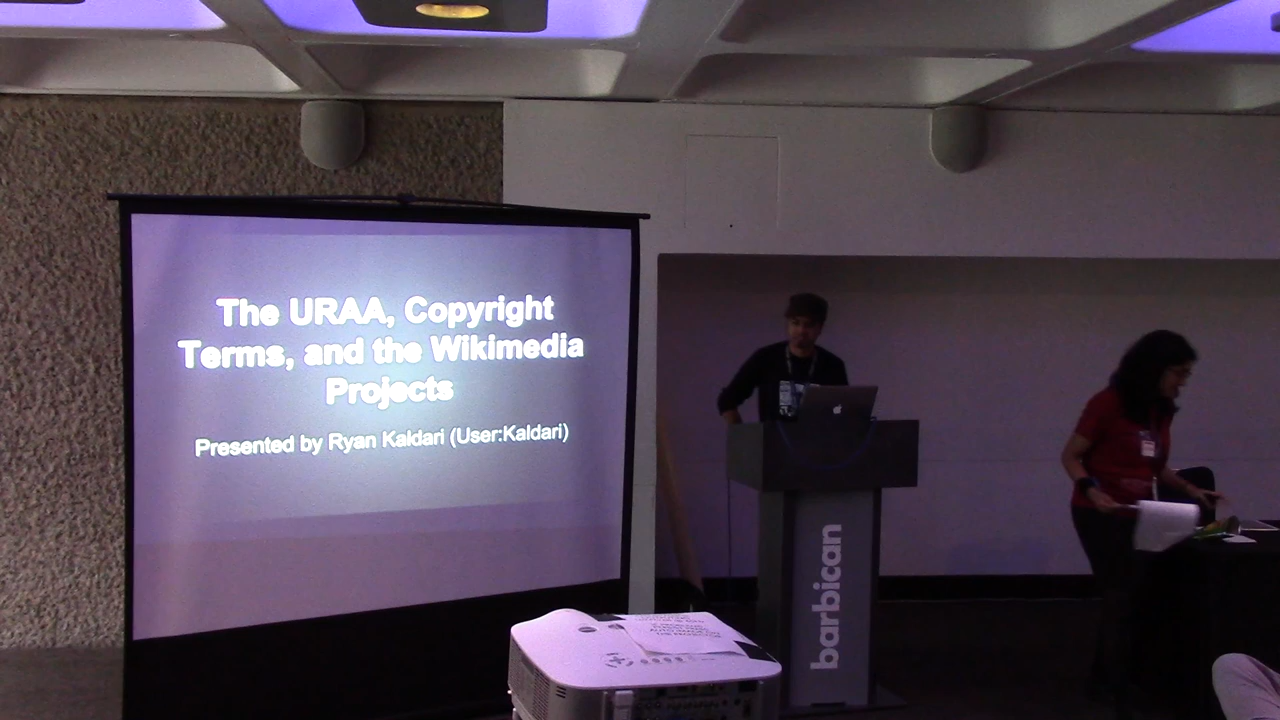 The URAA, Copyright
Terms, and the Wikimedia
Projects
Presented by Ryan Kaldari (User:Kaldari)
barbican